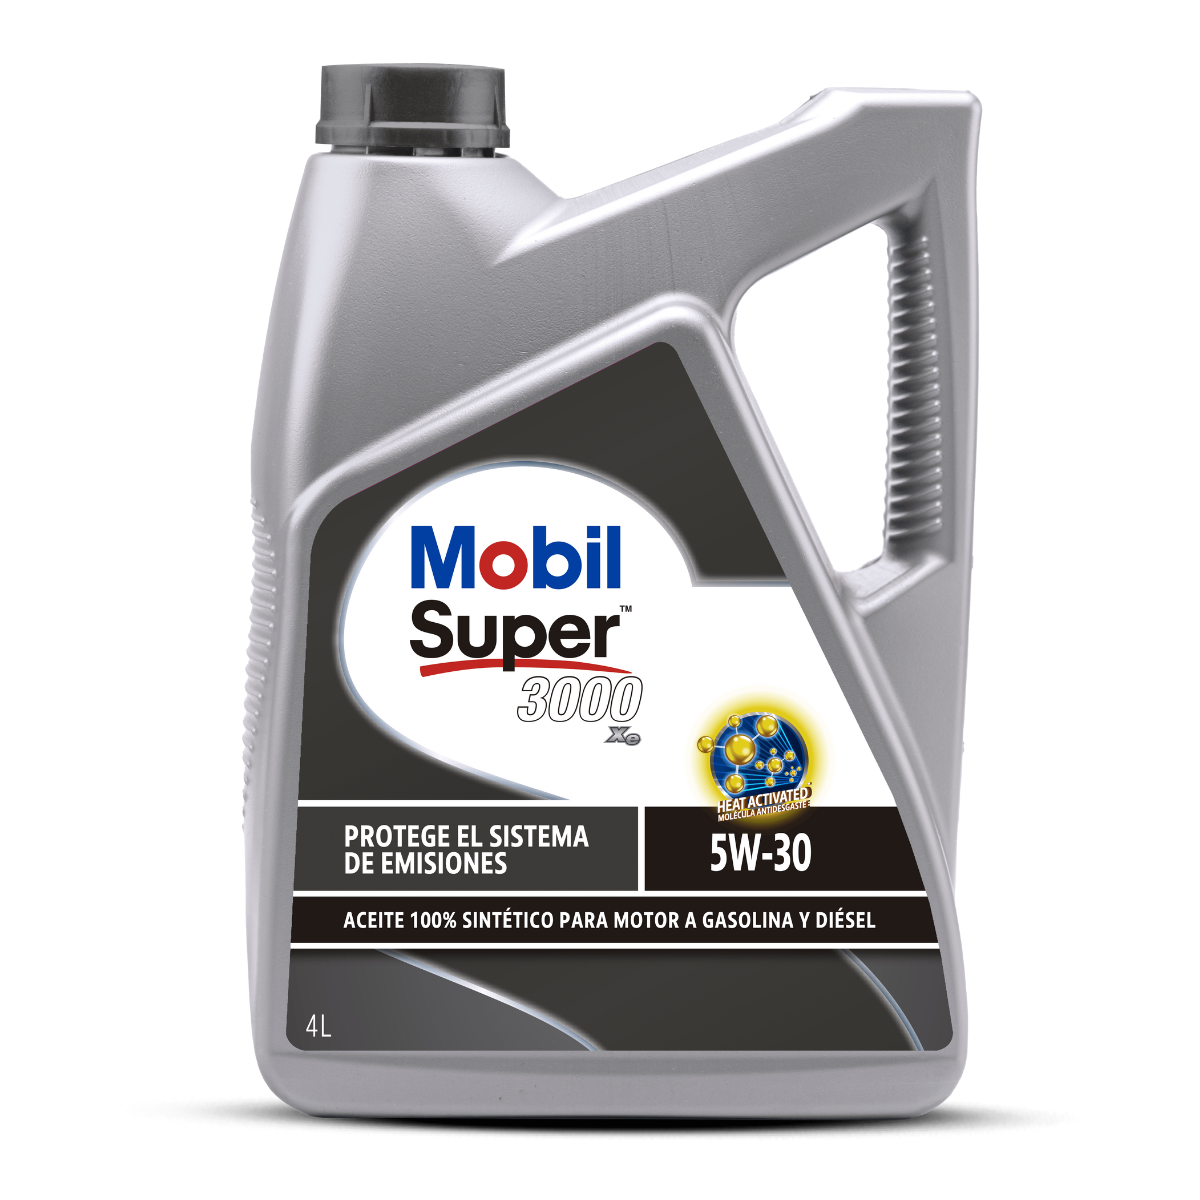 Mobil
Super™
3000
Xe
HEAT ACTIVATED
MOLÉCULA ANTIDESGASTE
PROTEGE EL SISTEMA
DE EMISIONES
5W-30
ACEITE 100% SINTÉTICO PARA MOTOR A GASOLINA Y DIÉSEL
4L